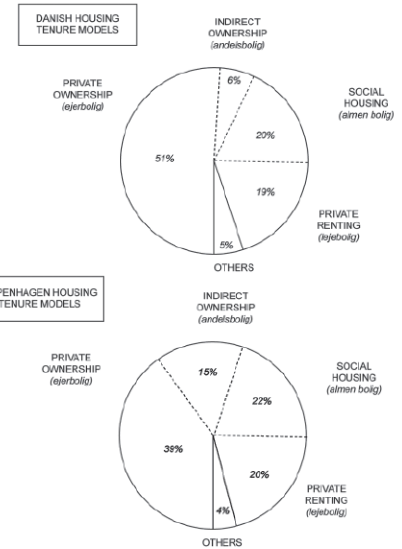 DANISH HOUSING
TENURE MODELS
INDIRECT
OWNERSHIP
(andelsbolig)
PRIVATE
OWNERSHIP
(ejerbolig)
6%
SOCIAL
HOUSING
(almen bolig)
20%
51%
19%
PRIVATE
RENTING
(lejebolig)
5%
OTHERS
PENHAGEN HOUSING
TENURE MODELS
INDIRECT
OWNERSHIP
(andelsbolig)
PRIVATE
OWNERSHIP
(ejerbolig)
15%
SOCIAL
HOUSING
(almen bolig)
22%
39%
20%
PRIVATE
RENTING
(lejebolig)
4%
OTHERS